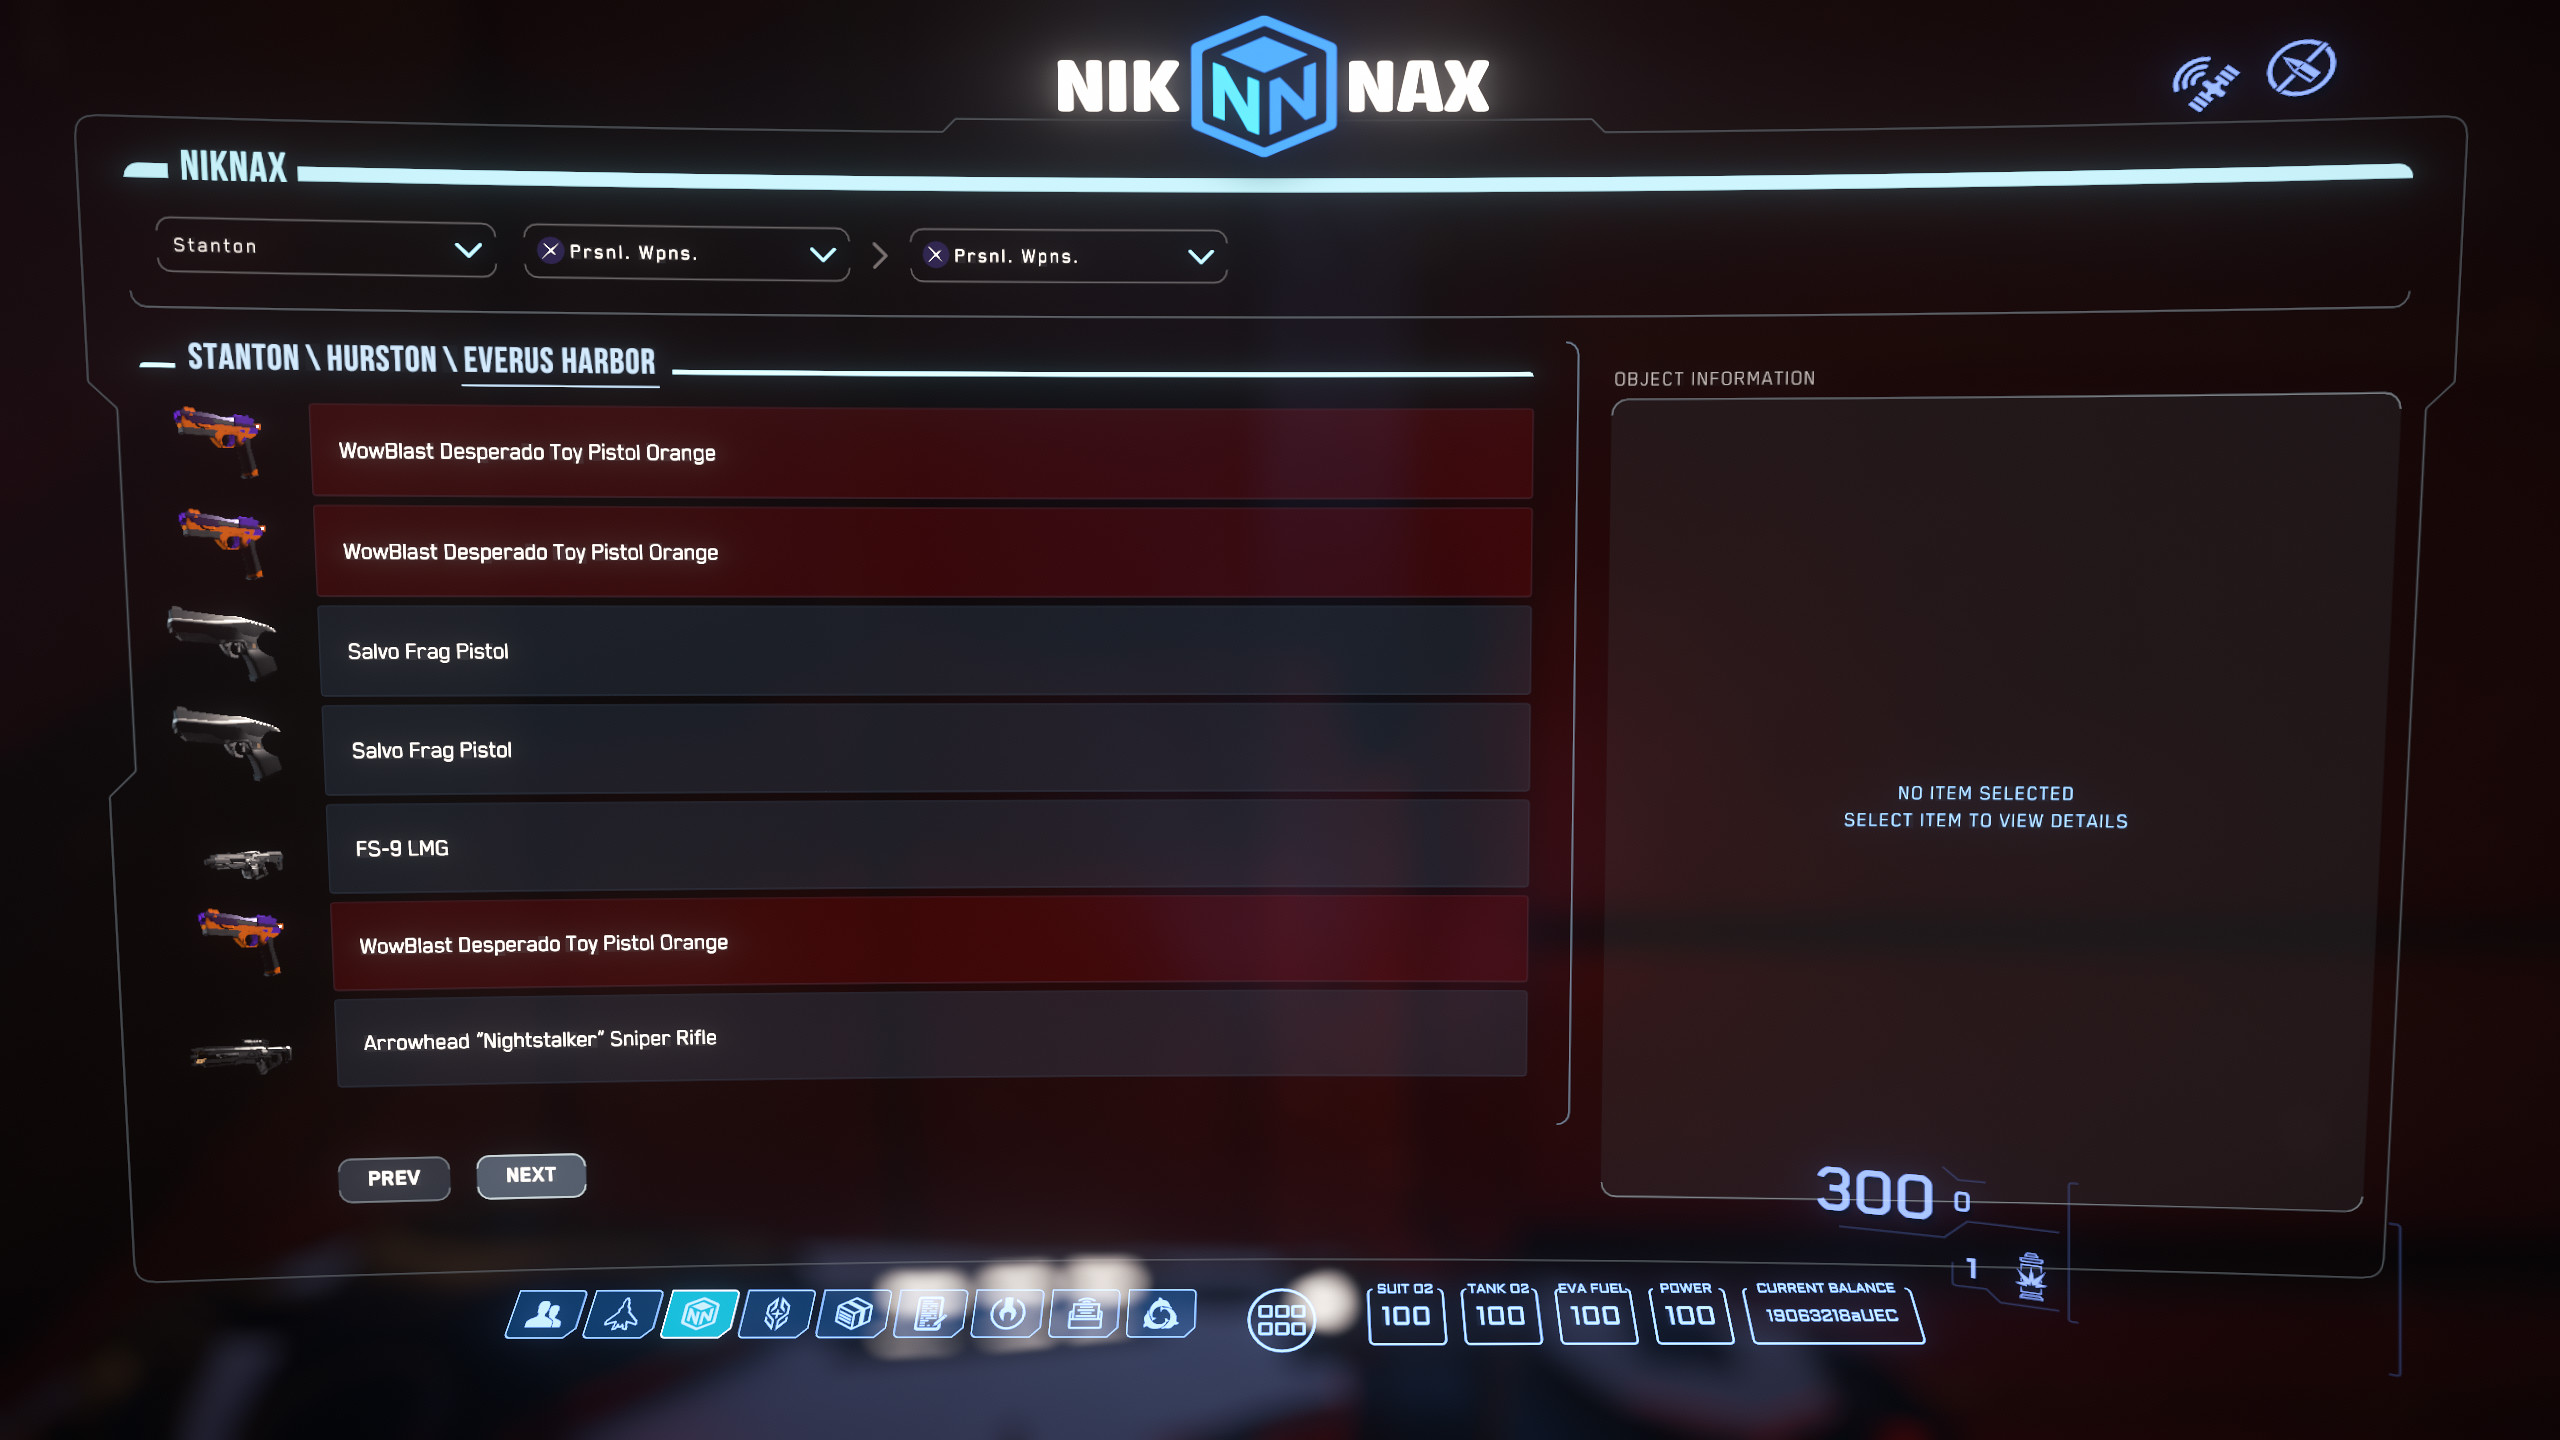 NIK NN NAX
NIKNAX
Stanton
Prsnl. Wpns.
Prsnl. Wpns.
STANTON \ HURSTON \ EVERUS HARBOR
WowBlast Desperado Toy Pistol Orange
WowBlast Desperado Toy Pistol Orange
Salvo Frag Pistol
Salvo Frag Pistol
FS-9 LMG
WowBlast Desperado Toy Pistol Orange
Arrowhead "Nightstalker" Sniper Rifle
PREV
NEXT
OBJECT INFORMATION
NO ITEM SELECTED
SELECT ITEM TO VIEW DETAILS
300 0
1
NN
SUIT O2
100
TANK O2
100
EVA FUEL
100
POWER
100
CURRENT BALANCE
19063218aUEC